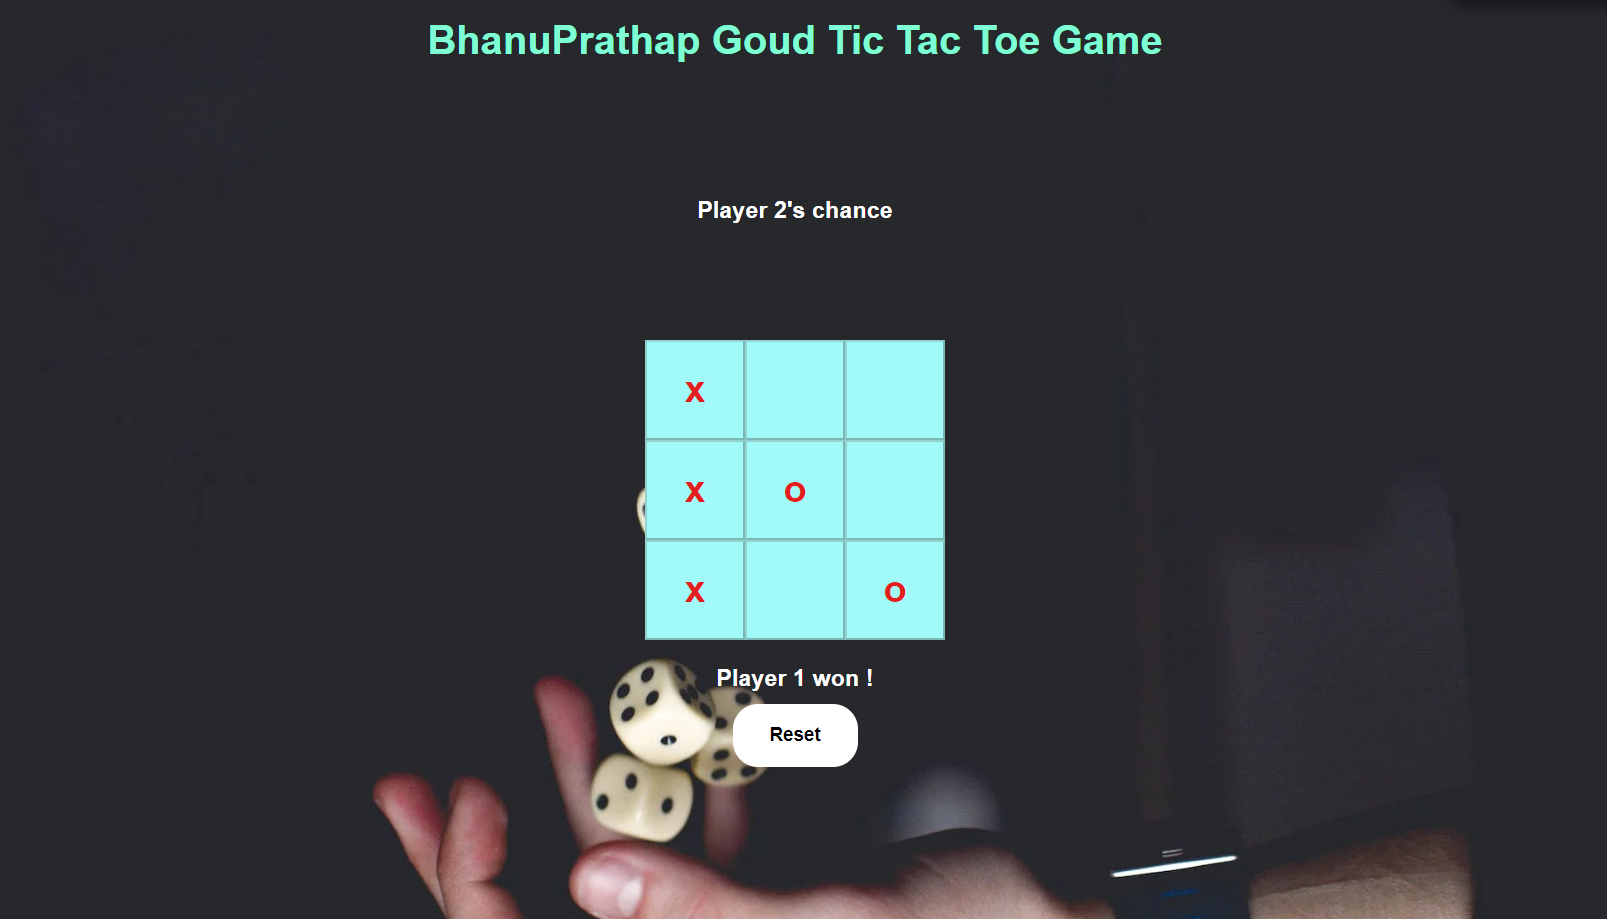 BhanuPrathap Goud Tic Tac Toe Game
Player 2's chance
X
X O
X O
Player 1 won !
Reset